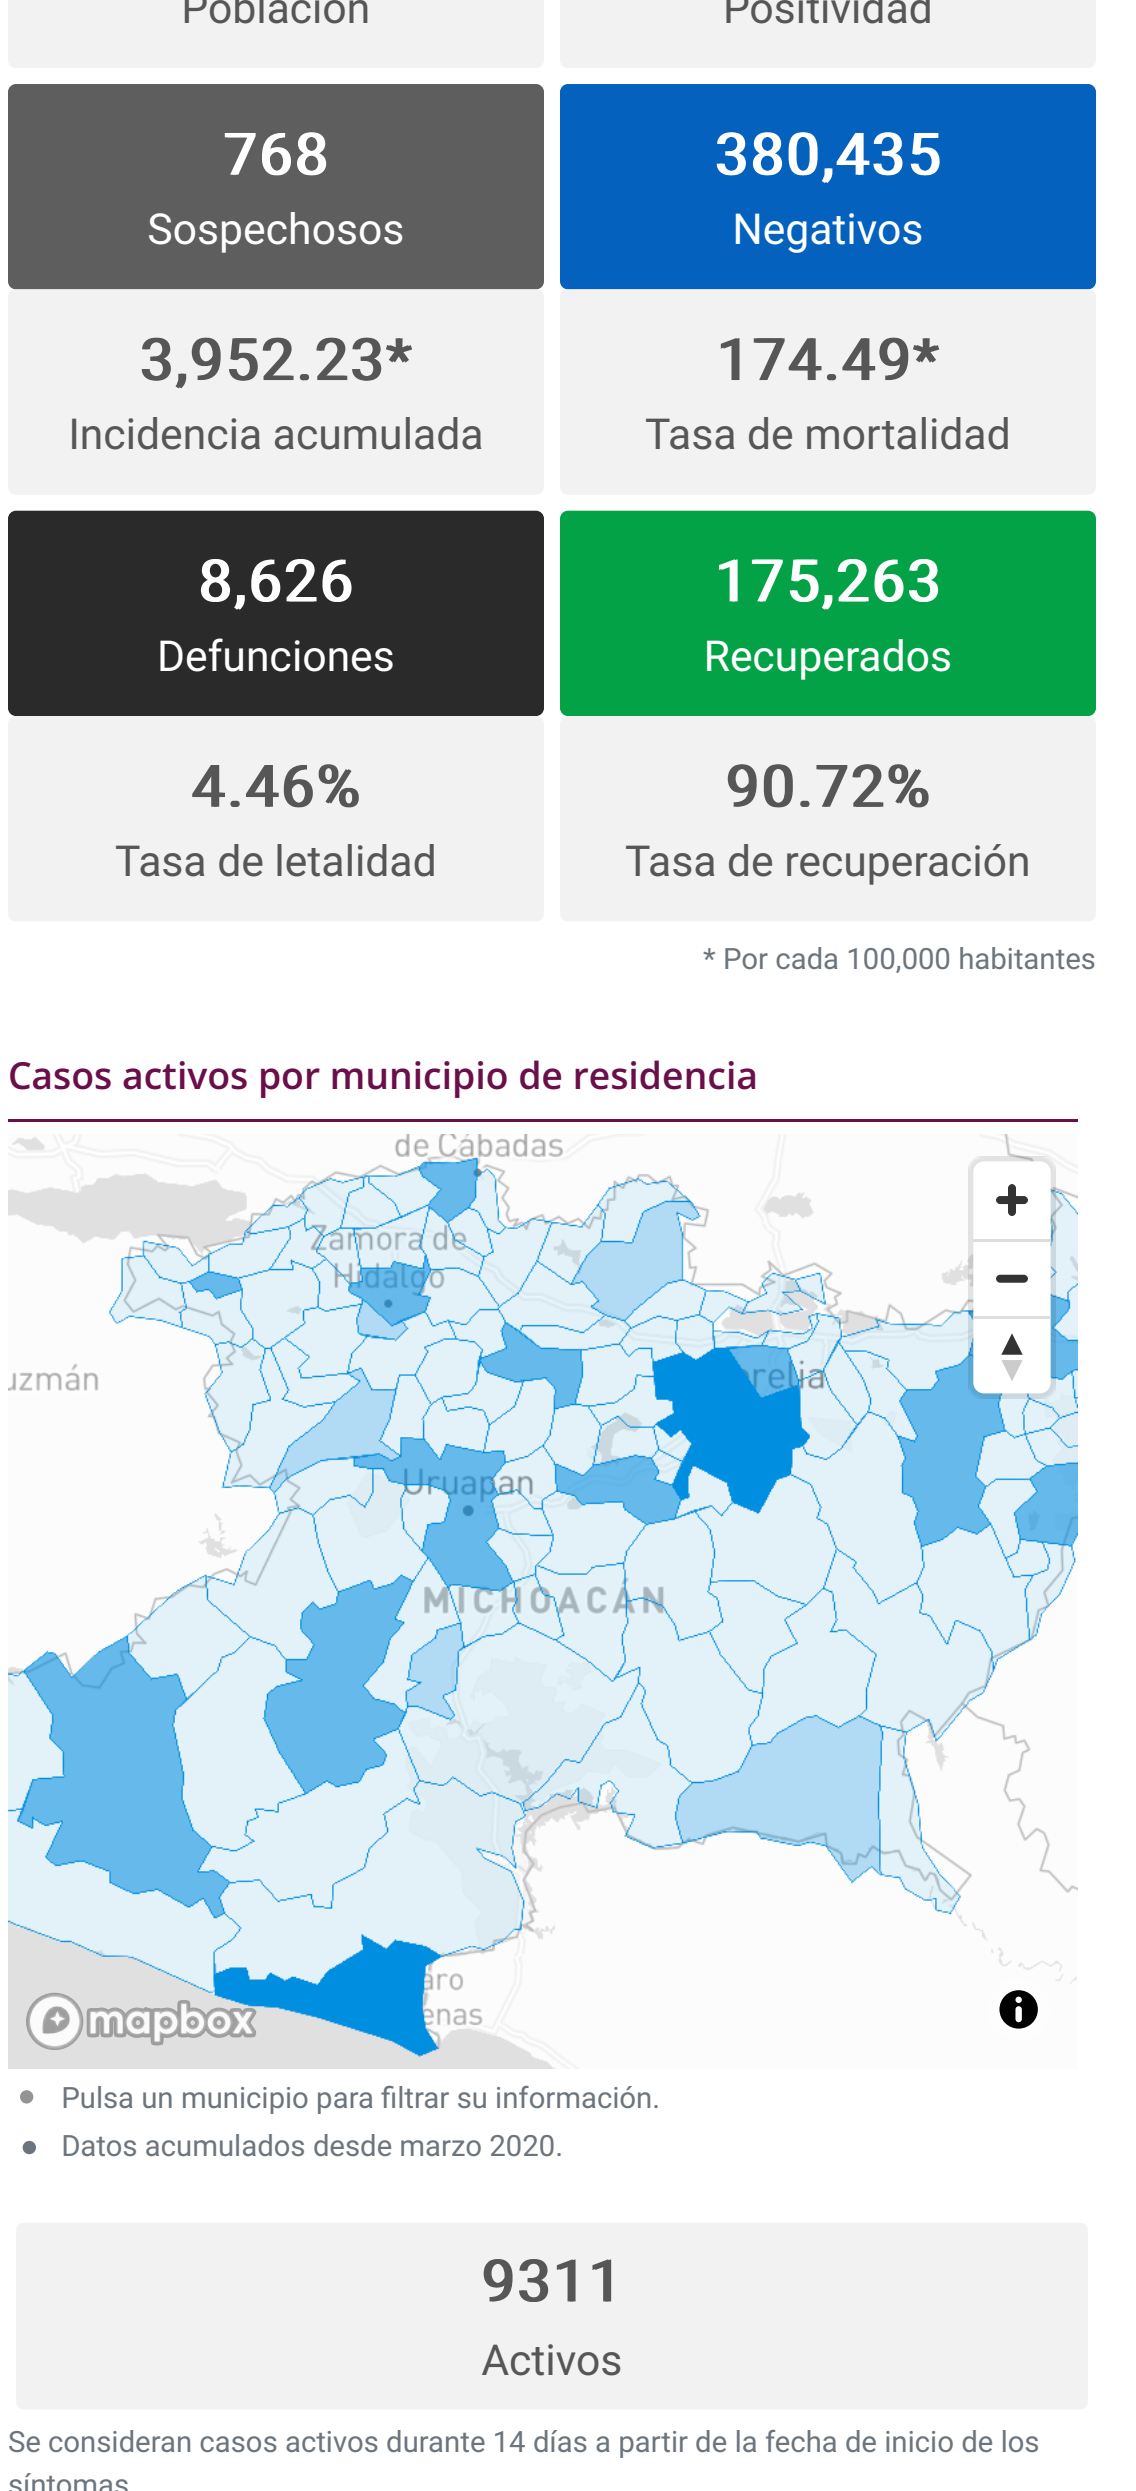 Población
Positividad
768
Sospechosos
380,435
Negativos
3,952.23*
Incidencia acumulada
174.49*
Tasa de mortalidad
8,626
Defunciones
175,263
Recuperados
4.46%
Tasa de letalidad
90.72%
Tasa de recuperación
* Por cada 100,000 habitantes
Casos activos por municipio de residencia
de Cábadas
Zamora de
Hidalgo
uzmán
relia
Uruapan
MICHOACÁN
aro
enas
mapbox
Pulsa un municipio para filtrar su información.
Datos acumulados desde marzo 2020.
9311
Activos
Se consideran casos activos durante 14 días a partir de la fecha de inicio de los
síntomas